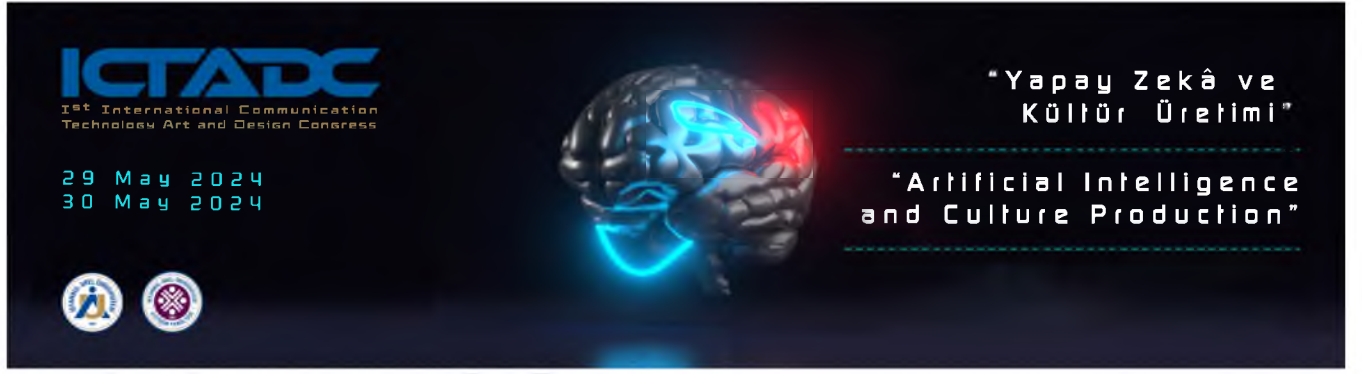 ICTADC
1st International Communication
Technology Art and Design Congress
29 May 2024
30 May 2024
"Yapay Zekâ ve
Kültür Üretimi"
"Artificial Intelligence
and Culture Production"